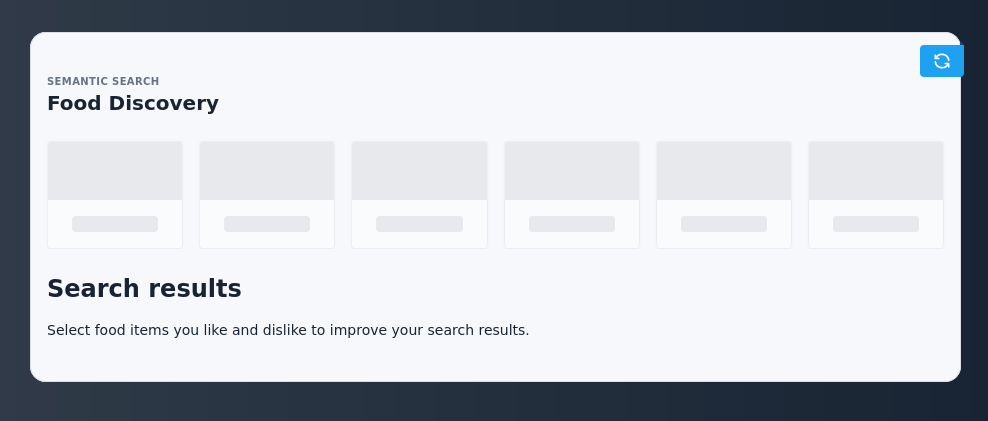 SEMANTIC SEARCH
Food Discovery
Search results
Select food items you like and dislike to improve your search results.